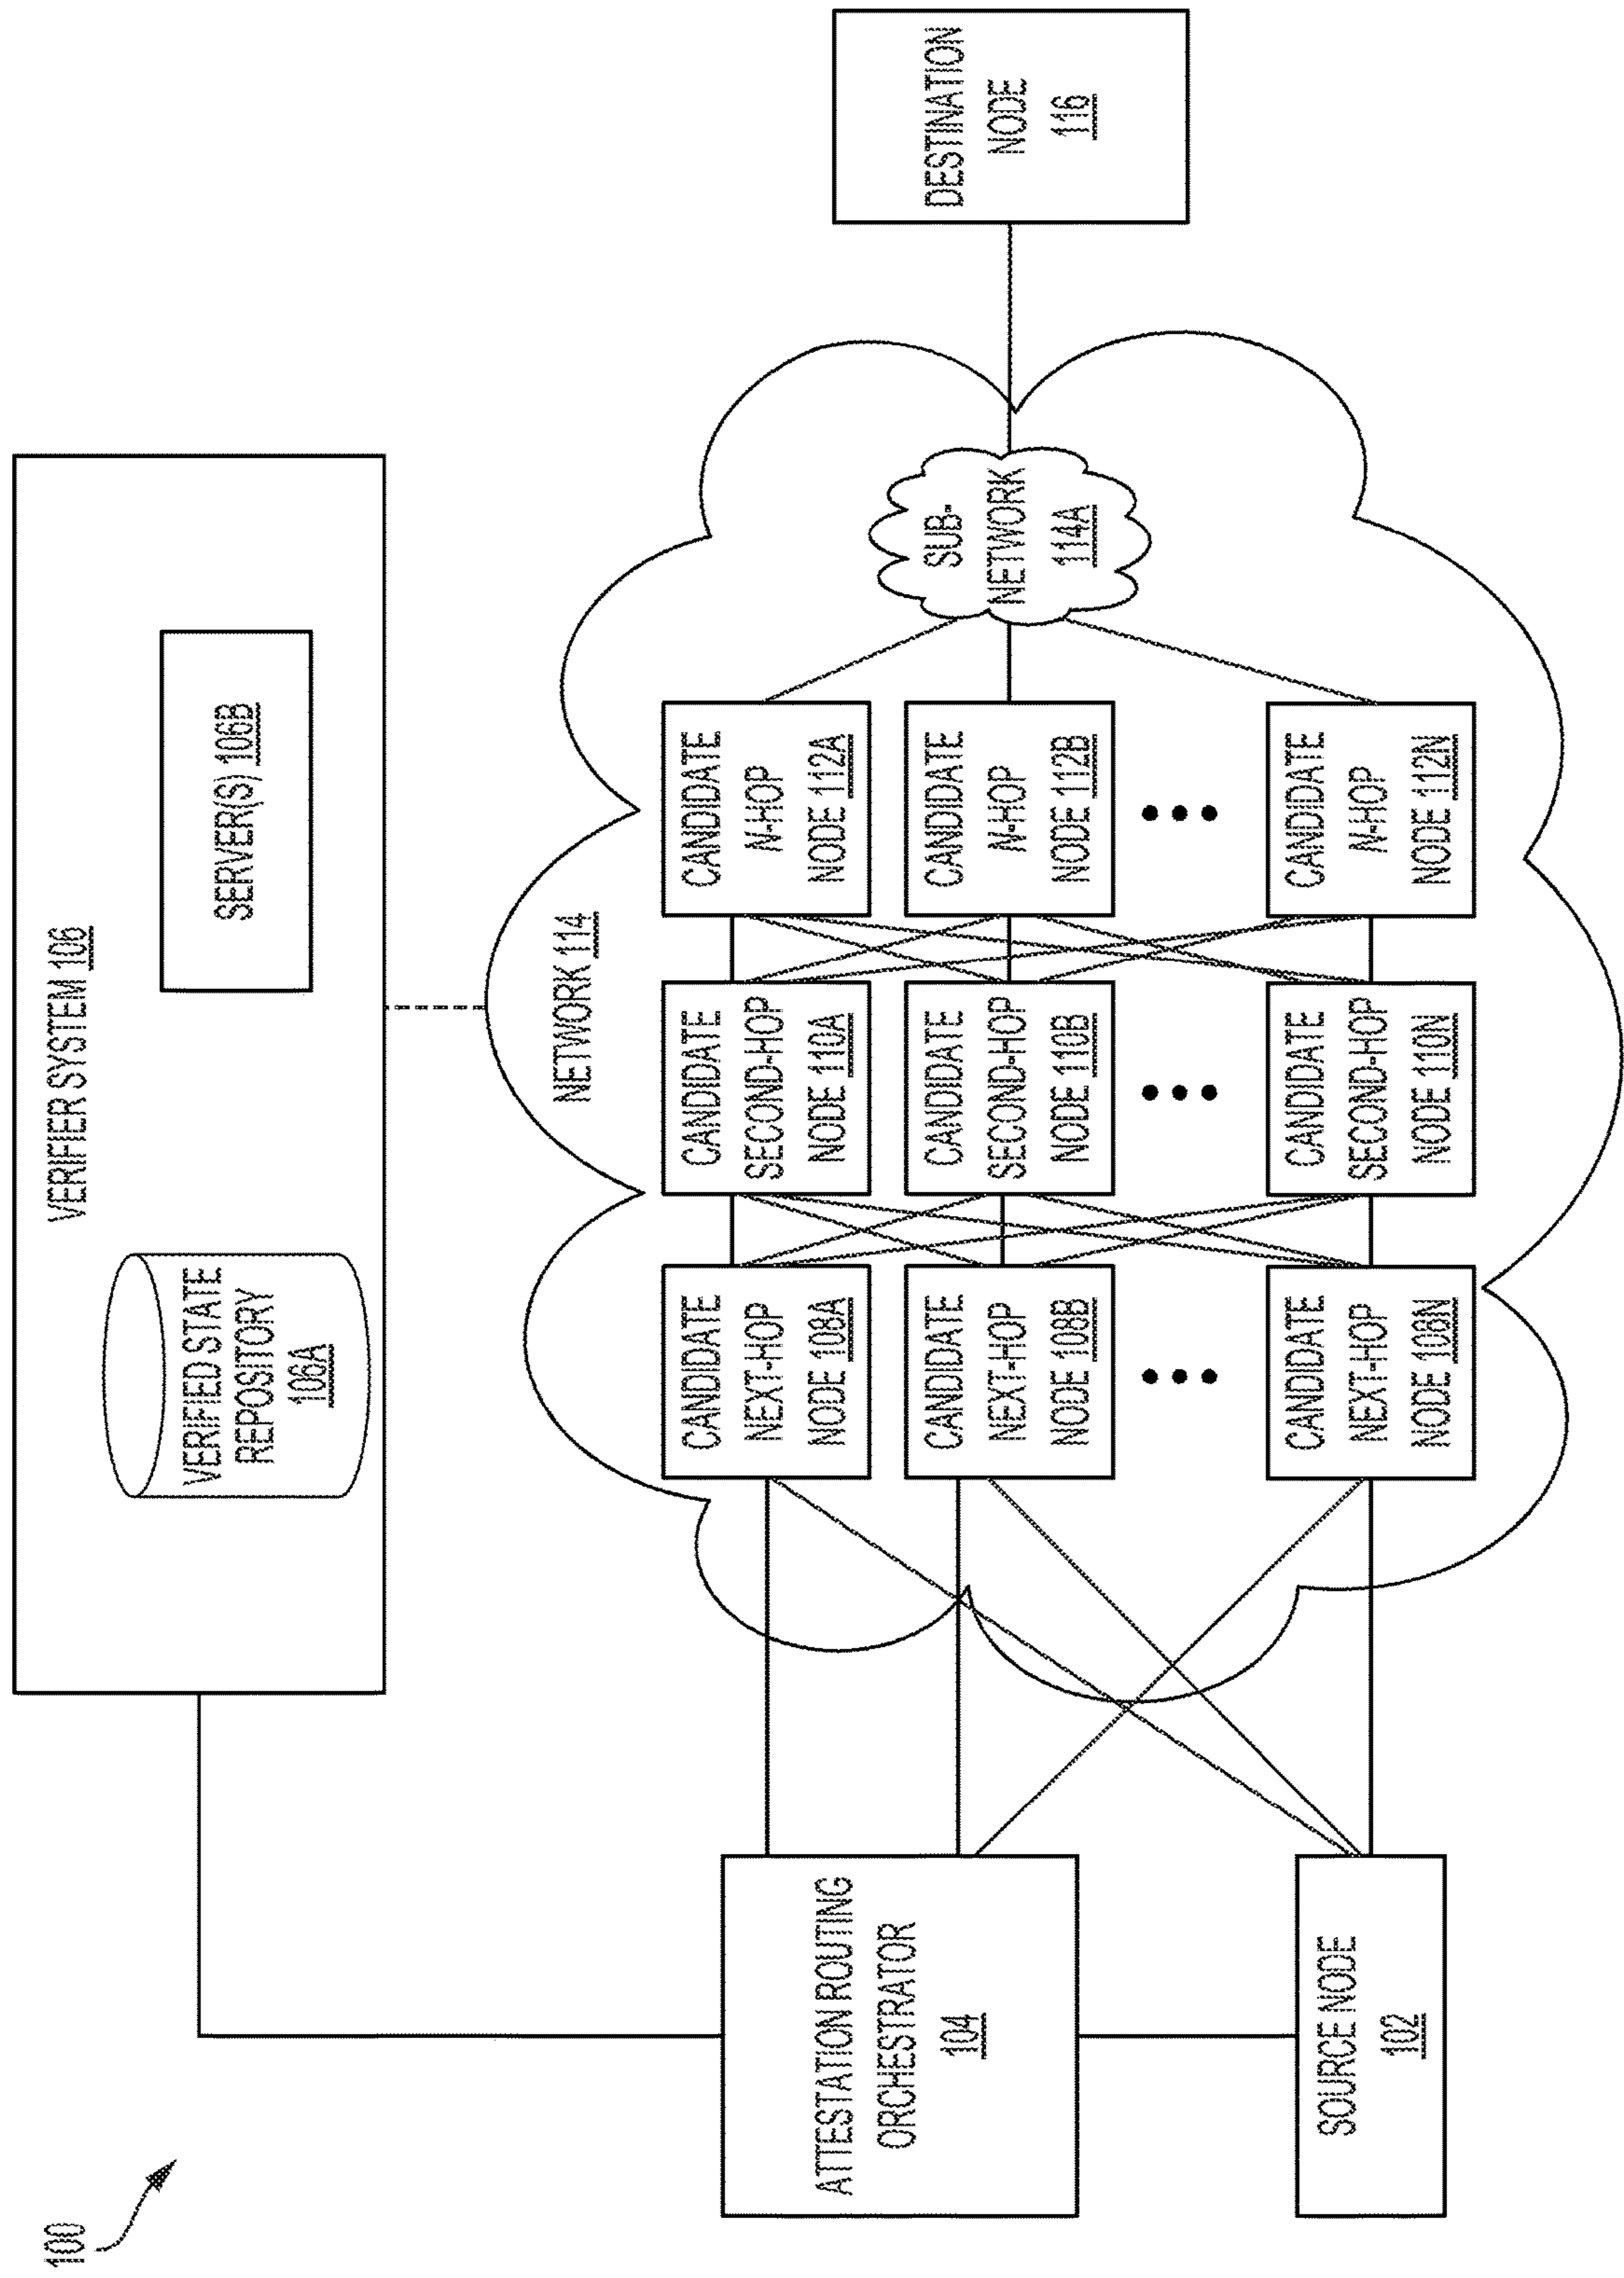 100
VERIFIER SYSTEM 106
VERIFIED STATE
REPOSITORY
106A
SERVER(S) 106B
NETWORK 114
ATTESTATION ROUTING
ORCHESTRATOR
104
SOURCE NODE
102
CANDIDATE
NEXT-HOP
NODE 108A
CANDIDATE
SECOND-HOP
NODE 110A
CANDIDATE
N-HOP
NODE 112A
CANDIDATE
NEXT-HOP
NODE 108B
CANDIDATE
SECOND-HOP
NODE 110B
CANDIDATE
N-HOP
NODE 112B
CANDIDATE
NEXT-HOP
NODE 108N
CANDIDATE
SECOND-HOP
NODE 110N
CANDIDATE
N-HOP
NODE 112N
SUB-
NETWORK
114A
DESTINATION
NODE
116